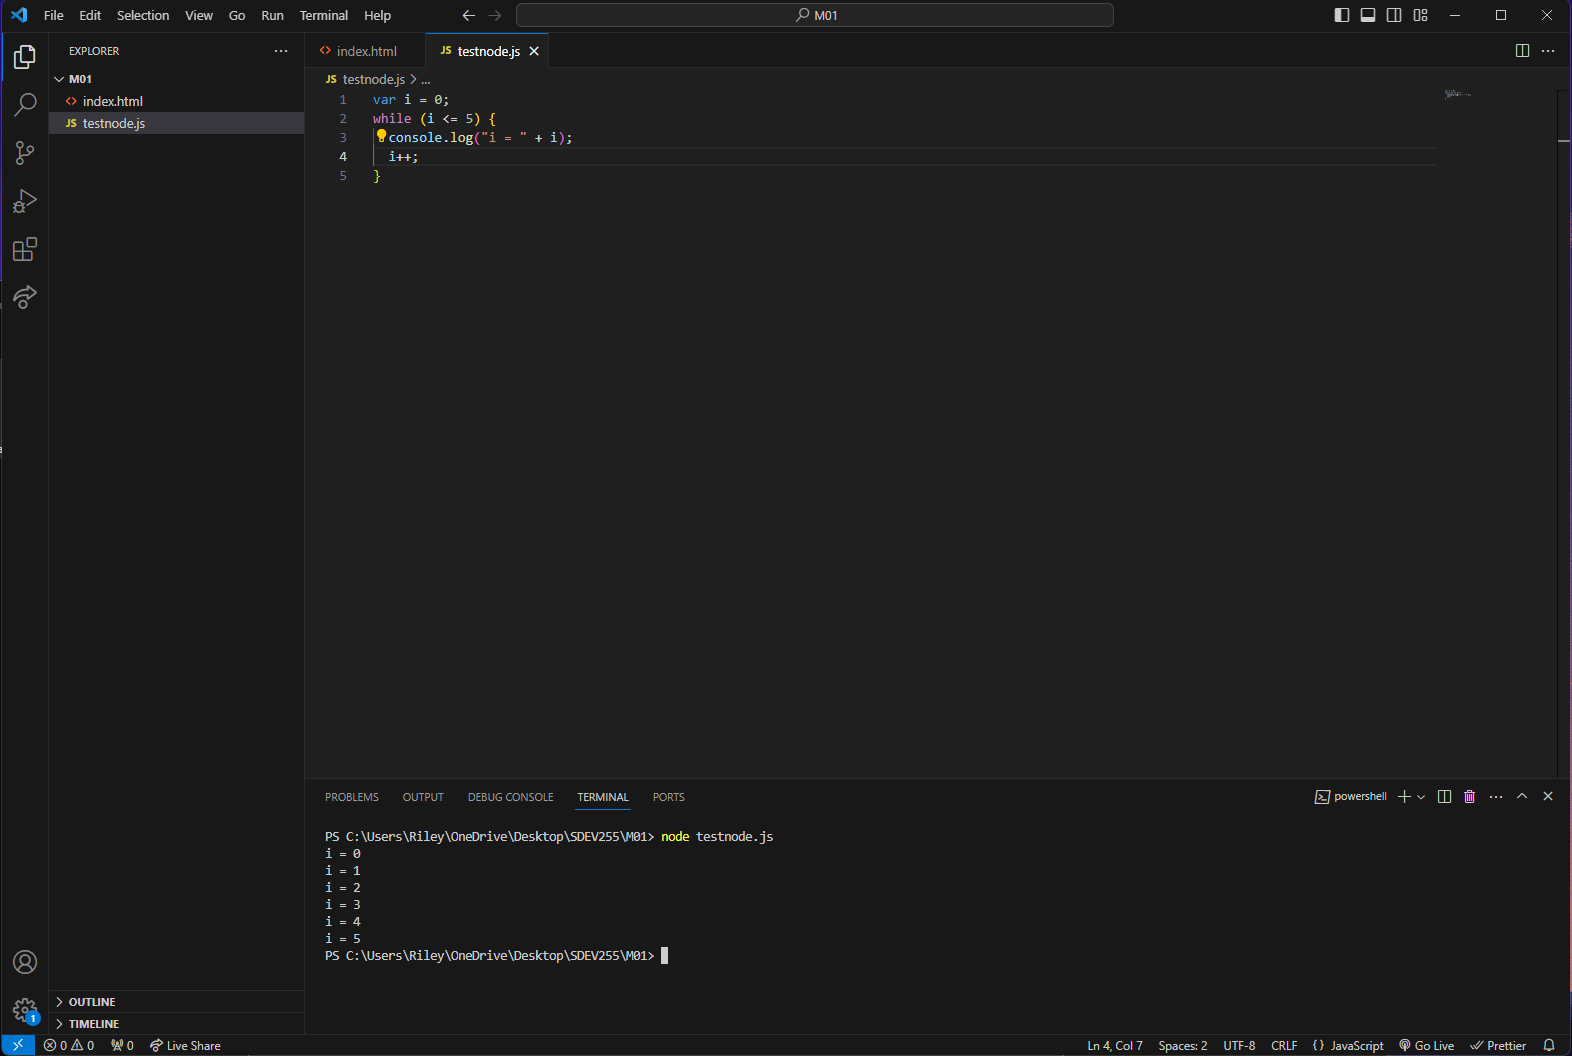 File Edit Selection View Go Run Terminal Help M01
EXPLORER
M01
index.html
JS testnode.js
OUTLINE
TIMELINE
index.html JS testnode.js
JS testnode.js > ...
1 var i = 0;
2 while (i <= 5) {
3 console.log("i = " + i);
4 i++;
5 }
PROBLEMS OUTPUT DEBUG CONSOLE TERMINAL PORTS powershell
PS C:\Users\Riley\OneDrive\Desktop\SDEV255\M01> node testnode.js
i = 0
i = 1
i = 2
i = 3
i = 4
i = 5
PS C:\Users\Riley\OneDrive\Desktop\SDEV255\M01>
1
0 0 0 Live Share Ln 4, Col 7 Spaces: 2 UTF-8 CRLF {} JavaScript Go Live Prettier